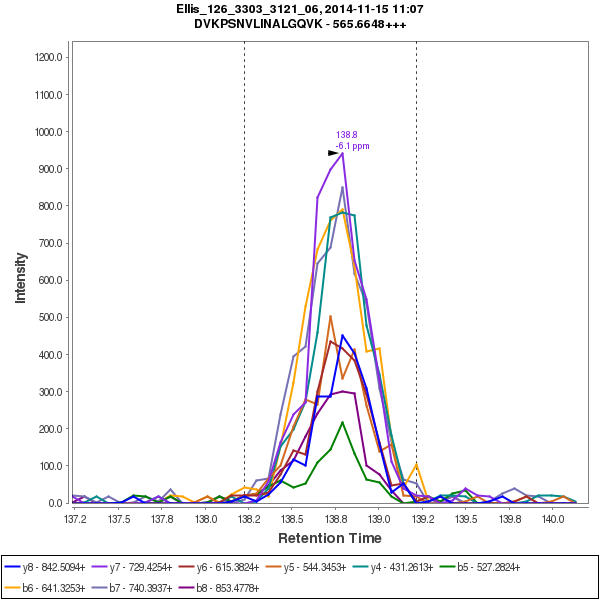 Ellis_126_3303_3121_06, 2014-11-15 11:07
DVKPSNVLINALGQVK - 565.6648+++
Intensity
1200.0
1100.0
1000.0
900.0
800.0
700.0
600.0
500.0
400.0
300.0
200.0
100.0
0.0
138.8
-6.1 ppm
137.2 137.5 137.8 138.0 138.2 138.5 138.8 139.0 139.2 139.5 139.8 140.0
Retention Time
y8 - 842.5094+ y7 - 729.4254+ y6 - 615.3824+ y5 - 544.3453+ y4 - 431.2613+ b5 - 527.2824+
b6 - 641.3253+ b7 - 740.3937+ b8 - 853.4778+